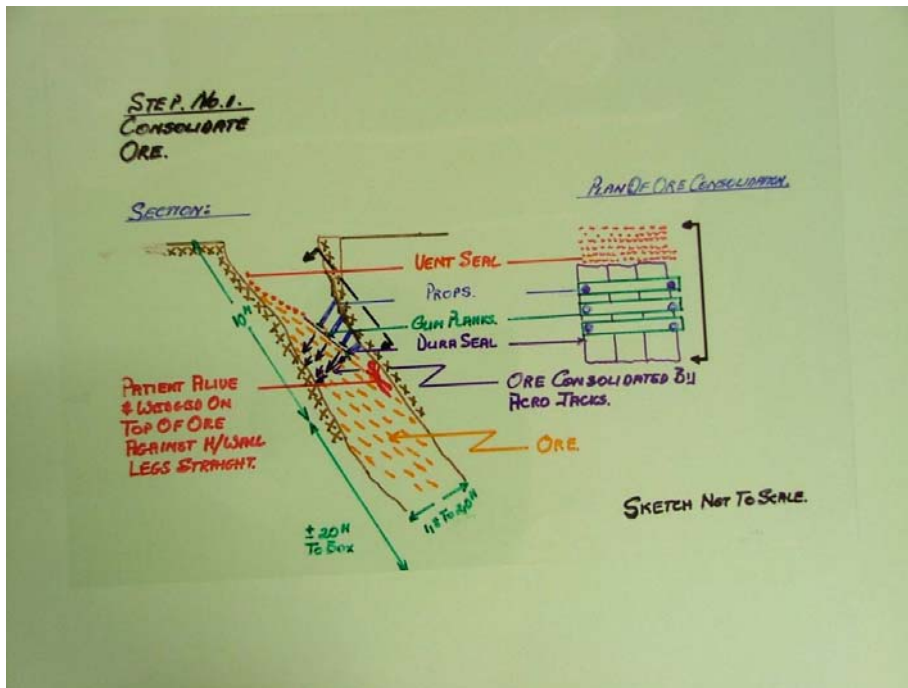 STEP. No.1.
CONSOLIDATE
ORE.
PLAN OF ORE CONSOLIDATION.
SECTION:
VENT SEAL
PROPS.
GUM PLANKS.
DURA SEAL
10M
PATIENT ALIVE
& WEDGED ON
TOP OF ORE
AGAINST H/WALL
LEGS STRAIGHT.
ORE CONSOLIDATED BY
ACRO JACKS.
ORE
SKETCH NOT TO SCALE.
± 20M
TO BOX
TO